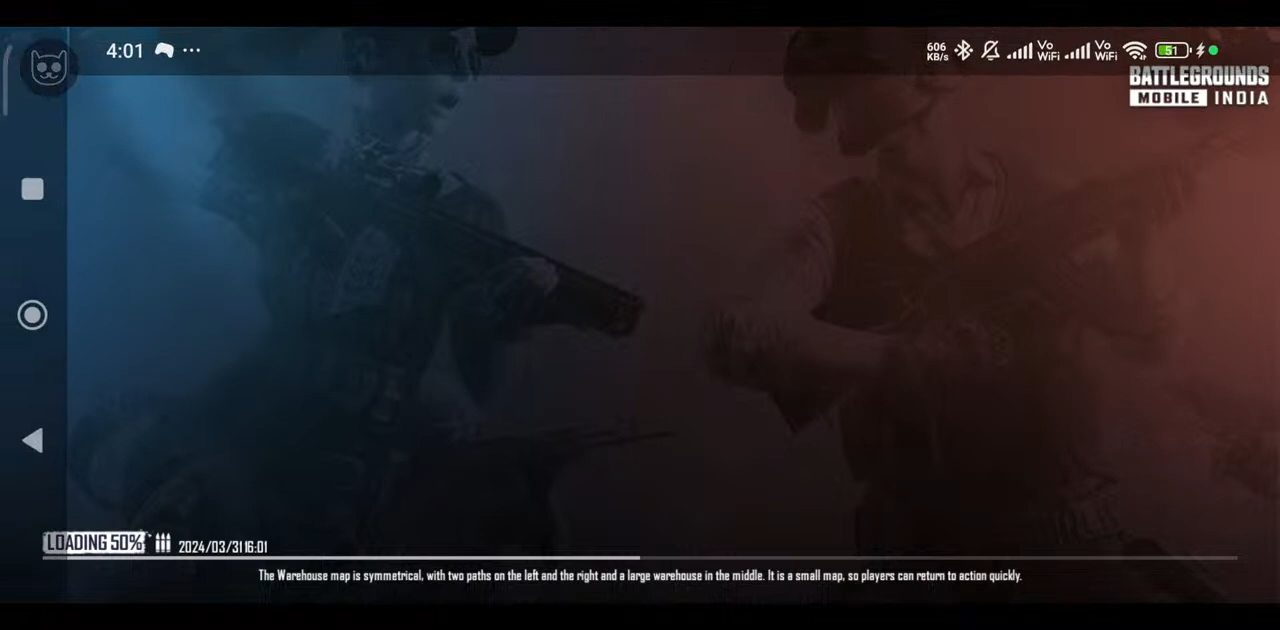 4:01 ...
606
KB/s
Vo
WiFi
Vo
WiFi
51
BATTLEGROUNDS
MOBILE INDIA
LOADING 50% 2024/03/31 16:01
The Warehouse map is symmetrical, with two paths on the left and the right and a large warehouse in the middle. It is a small map, so players can return to action quickly.